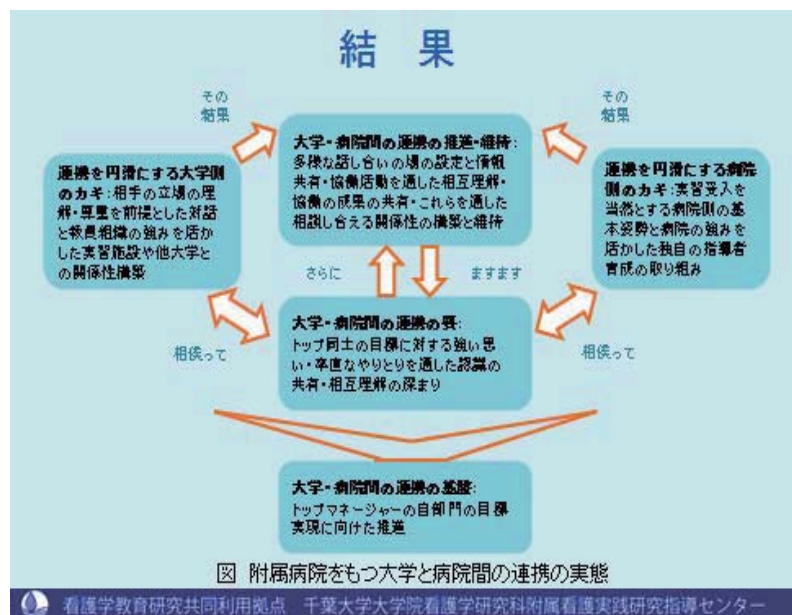 結 果
その
結果
その
結果
大学・病院間の連携の推進・維持:
多様な話し合いの場の設定と情報
共有・協働活動を通した相互理解・
協働の成果の共有・これらを通した
相談し合える関係性の構築と維持
連携を円滑にする大学側
のカギ:相手の立場の理
解・尊重を前提とした対話
と教員組織の強みを活か
した実習施設や他大学と
の関係性構築
連携を円滑にする病院
側のカギ:実習受入を
当然とする病院側の基
本姿勢と病院の強みを
活かした独自の指導者
育成の取り組み
さらに
ますます
相俟って
相俟って
大学・病院間の連携の要:
トップ同士の目標に対する強い思
い・率直なやりとりを通した認識の
共有・相互理解の深まり
大学・病院間の連携の基盤:
トップマネージャーの自部門の目標
実現に向けた推進
図 附属病院をもつ大学と病院間の連携の実態
看護学教育研究共同利用拠点 千葉大学大学院看護学研究科附属看護実践研究指導センター